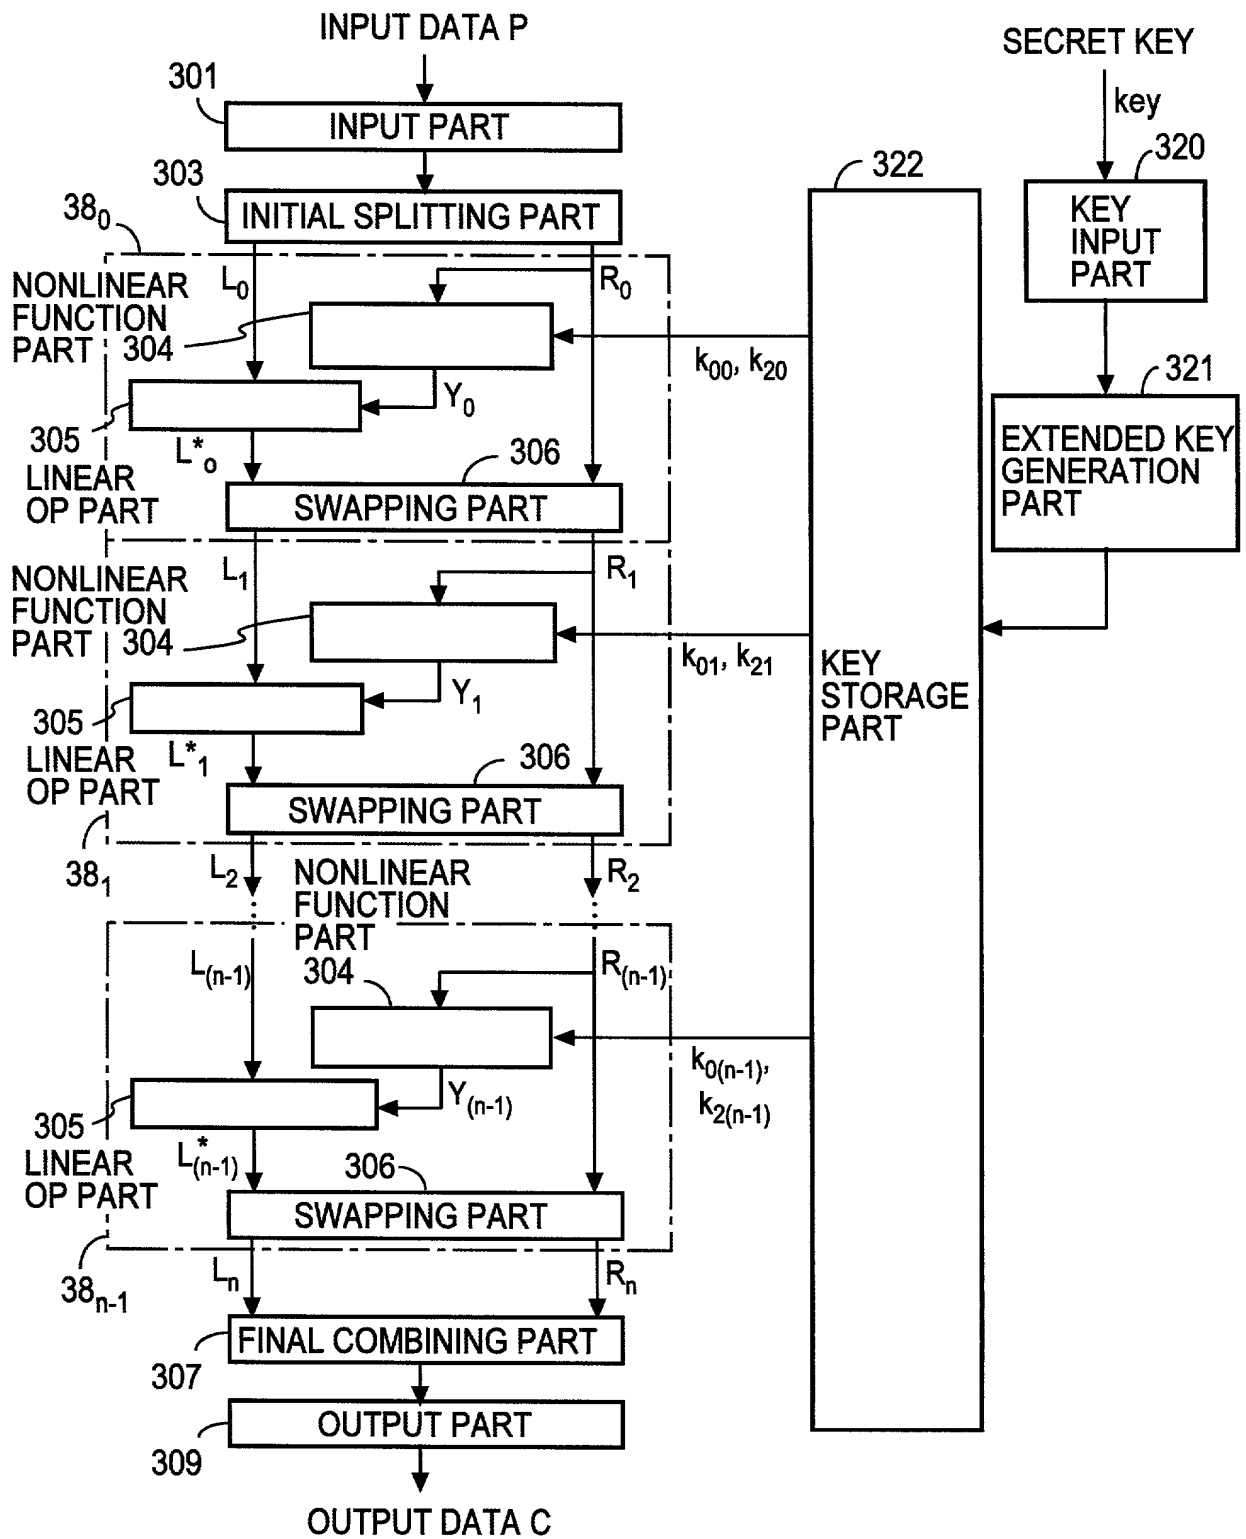 INPUT DATA P
SECRET KEY
301
key
INPUT PART
320
303
322
KEY
INPUT
PART
38₀
INITIAL SPLITTING PART
L₀
R₀
NONLINEAR
FUNCTION
PART
304
k₀₀, k₂₀
321
Y₀
305
L*₀
306
EXTENDED KEY
GENERATION
PART
LINEAR
OP PART
SWAPPING PART
L₁
R₁
NONLINEAR
FUNCTION
PART
304
k₀₁, k₂₁
KEY
STORAGE
PART
Y₁
305
L*₁
306
LINEAR
OP PART
SWAPPING PART
38₁
L₂
R₂
NONLINEAR
FUNCTION
PART
304
L₍ₙ₋₁₎
R₍ₙ₋₁₎
k₀₍ₙ₋₁₎,
k₂₍ₙ₋₁₎
Y₍ₙ₋₁₎
305
L*₍ₙ₋₁₎
306
LINEAR
OP PART
SWAPPING PART
38ₙ₋₁
Lₙ
Rₙ
FINAL COMBINING PART
307
OUTPUT PART
309
OUTPUT DATA C